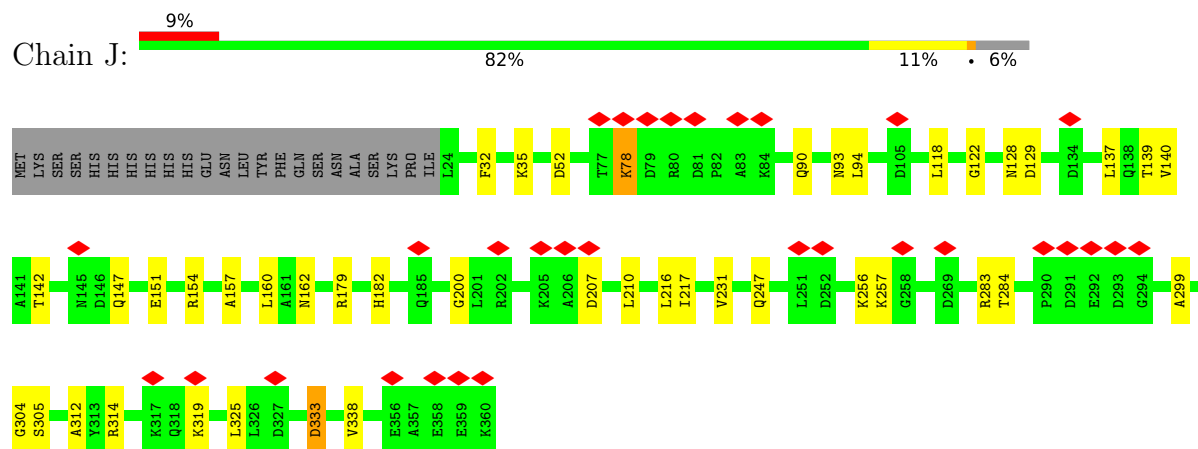 9%
Chain J:
82% 11% • 6%
MET LYS SER SER HIS HIS HIS HIS HIS HIS GLU ASN LEU TYR PHE GLN SER ASN ALA SER LYS PRO ILE L24 F32 K35 D52 T77 K78 D79 R80 D81 P82 A83 K84 Q90 N93 L94 D105 L118 G122 N128 D129 D134 L137 Q138 T139 V140
A141 T142 N145 D146 Q147 E151 R154 A157 L160 A161 N162 R179 H182 Q185 G200 L201 R202 K205 A206 D207 L210 L216 I217 V231 Q247 L251 D252 K256 K257 G258 D269 R283 T284 P290 D291 E292 D293 G294 A299
G304 S305 A312 Y313 R314 K317 Q318 K319 L325 L326 D327 D333 V338 E356 A357 E358 E359 K360